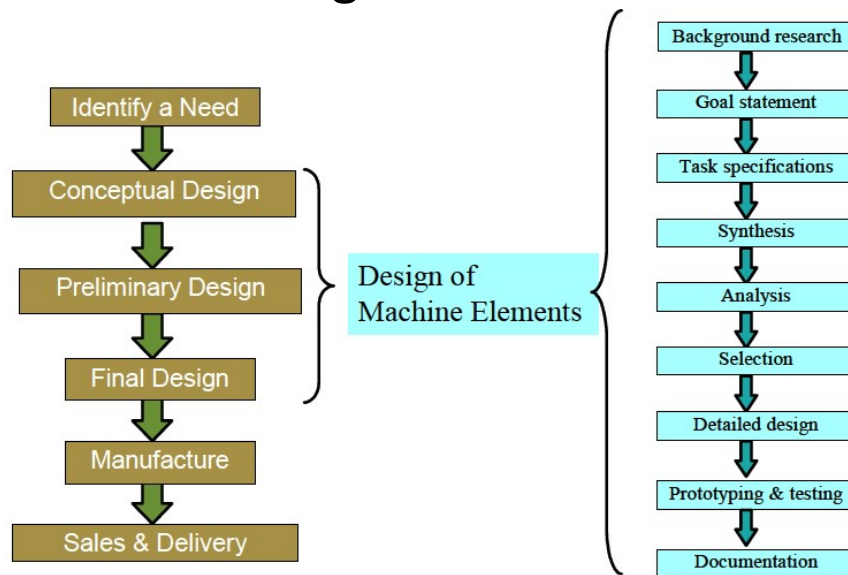 Identify a Need
Conceptual Design
Preliminary Design
Final Design
Manufacture
Sales & Delivery
Design of
Machine Elements
Background research
Goal statement
Task specifications
Synthesis
Analysis
Selection
Detailed design
Prototyping & testing
Documentation